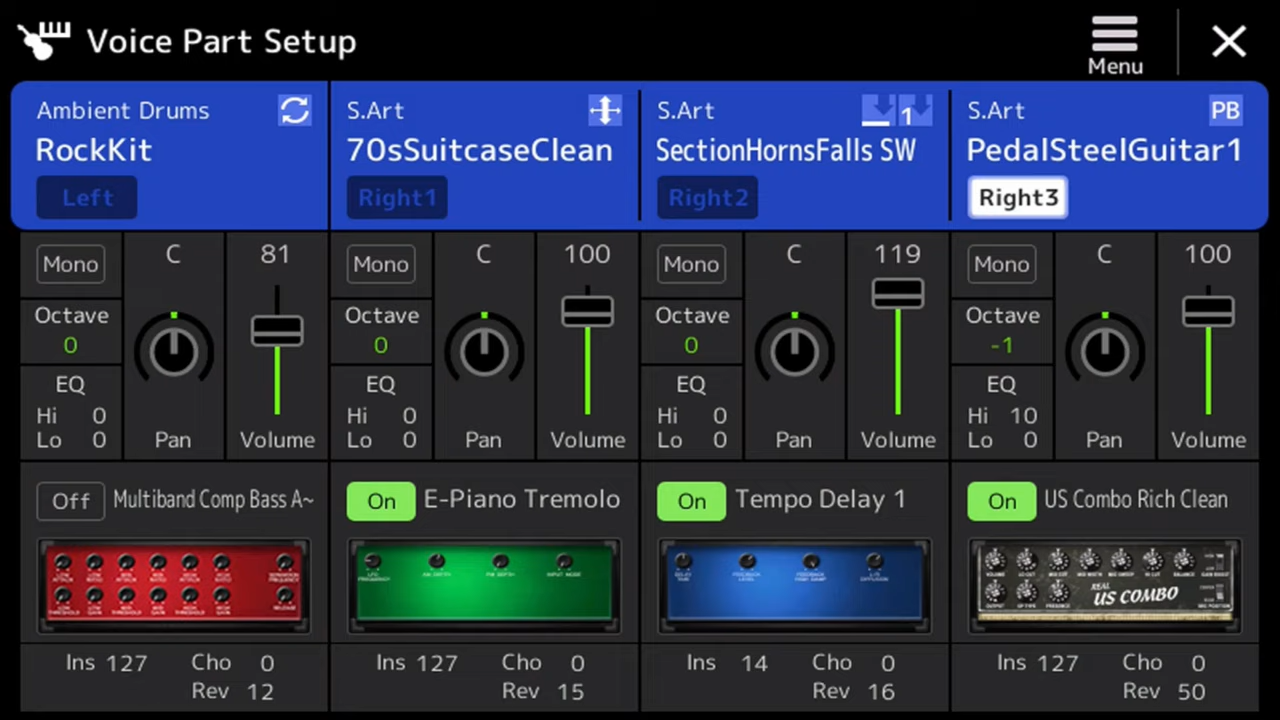 Voice Part Setup
Menu
Ambient Drums
RockKit
Left
S.Art
70sSuitcaseClean
Right1
S.Art
1
SectionHornsFalls SW
Right2
S.Art
PB
PedalSteelGuitar1
Right3
Mono
C
81
Octave
0
EQ
Hi 0
Lo 0
Pan
Volume
Mono
C
100
Octave
0
EQ
Hi 0
Lo 0
Pan
Volume
Mono
C
119
Octave
0
EQ
Hi 0
Lo 0
Pan
Volume
Mono
C
100
Octave
-1
EQ
Hi 10
Lo 0
Pan
Volume
Off
Multiband Comp Bass A~
On
E-Piano Tremolo
On
Tempo Delay 1
On
US Combo Rich Clean
REAL
US COMBO
Ins 127
Cho 0
Rev 12
Ins 127
Cho 0
Rev 15
Ins 14
Cho 0
Rev 16
Ins 127
Cho 0
Rev 50